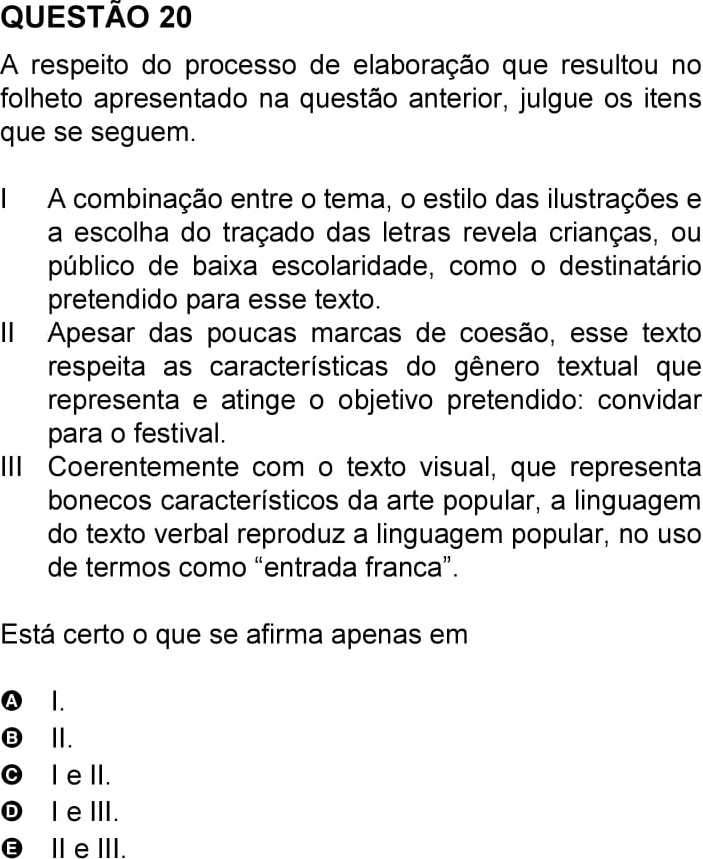 QUESTÃO 20
A respeito do processo de elaboração que resultou no
folheto apresentado na questão anterior, julgue os itens
que se seguem.
I A combinação entre o tema, o estilo das ilustrações e
a escolha do traçado das letras revela crianças, ou
público de baixa escolaridade, como o destinatário
pretendido para esse texto.
II Apesar das poucas marcas de coesão, esse texto
respeita as características do gênero textual que
representa e atinge o objetivo pretendido: convidar
para o festival.
III Coerentemente com o texto visual, que representa
bonecos característicos da arte popular, a linguagem
do texto verbal reproduz a linguagem popular, no uso
de termos como “entrada franca”.
Está certo o que se afirma apenas em
A I.
B II.
C I e II.
D I e III.
E II e III.